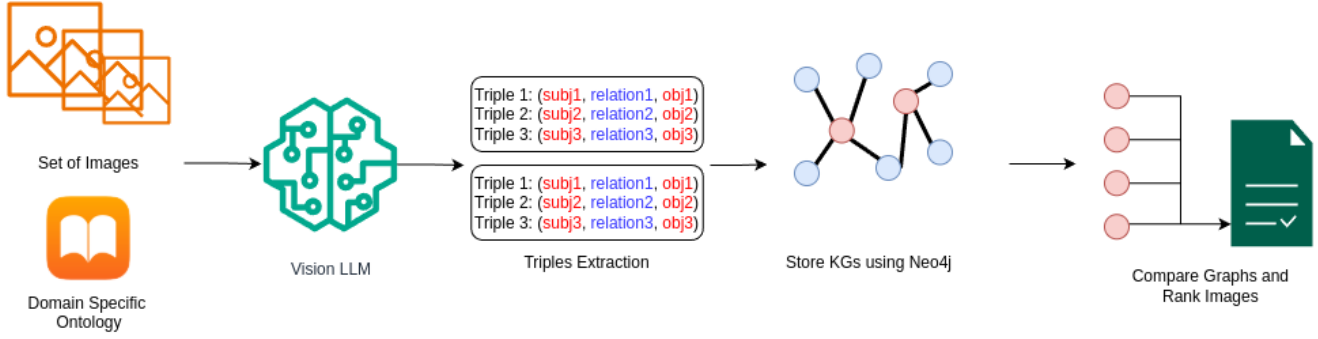 Set of Images
Domain Specific
Ontology
Vision LLM
Triple 1: (subj1, relation1, obj1)
Triple 2: (subj2, relation2, obj2)
Triple 3: (subj3, relation3, obj3)
Triple 1: (subj1, relation1, obj1)
Triple 2: (subj2, relation2, obj2)
Triple 3: (subj3, relation3, obj3)
Triples Extraction
Store KGs using Neo4j
Compare Graphs and
Rank Images